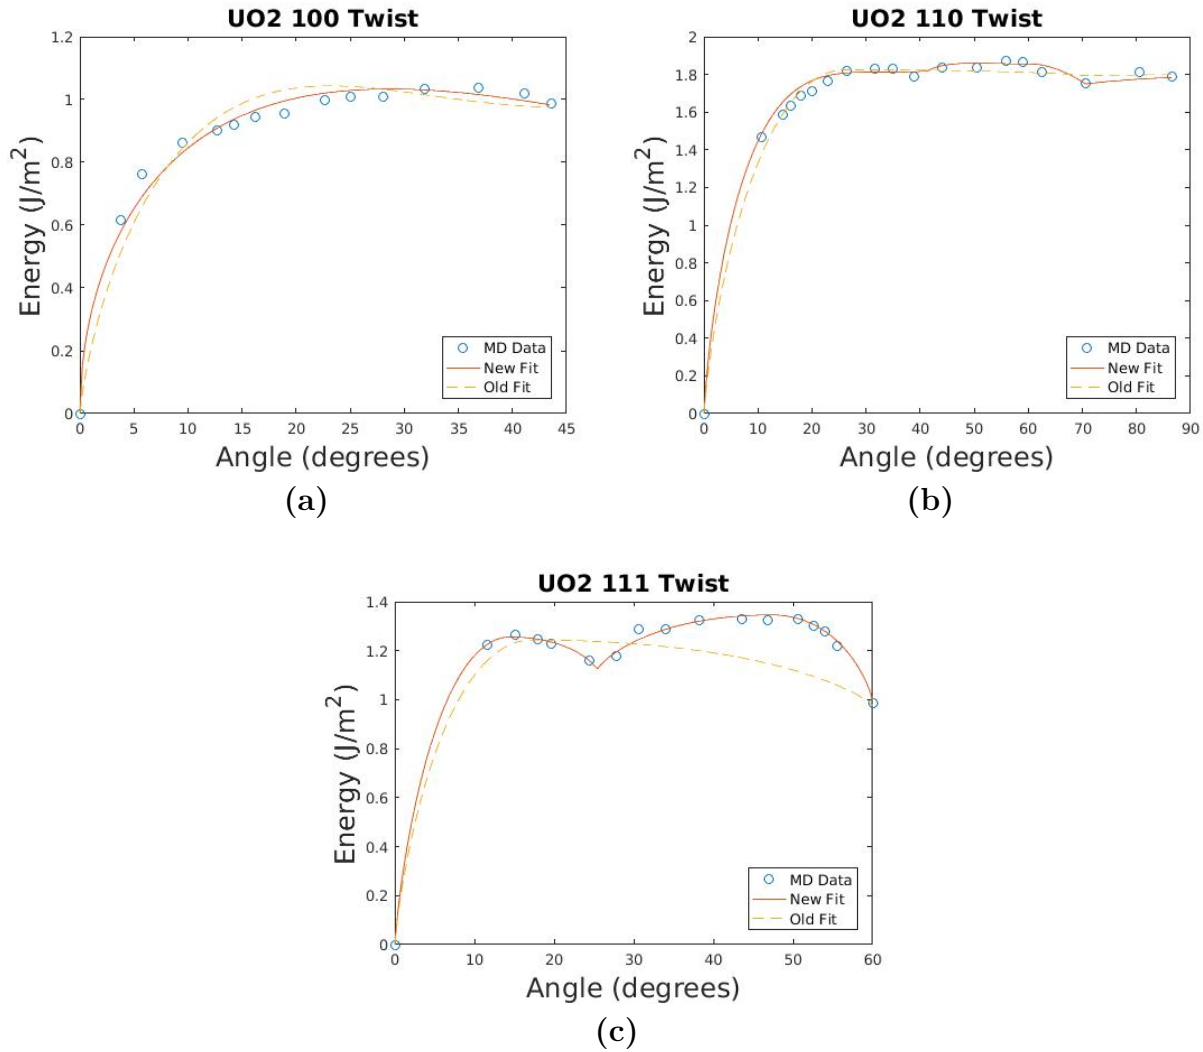 UO2 100 Twist
1.2
1
0.8
0.6
0.4
0.2
0
Energy (J/m²)
MD Data
New Fit
Old Fit
0 5 10 15 20 25 30 35 40 45
Angle (degrees)
(a)
UO2 110 Twist
2
1.8
1.6
1.4
1.2
1
0.8
0.6
0.4
0.2
0
Energy (J/m²)
MD Data
New Fit
Old Fit
0 10 20 30 40 50 60 70 80 90
Angle (degrees)
(b)
UO2 111 Twist
1.4
1.2
1
0.8
0.6
0.4
0.2
0
Energy (J/m²)
MD Data
New Fit
Old Fit
0 10 20 30 40 50 60
Angle (degrees)
(c)